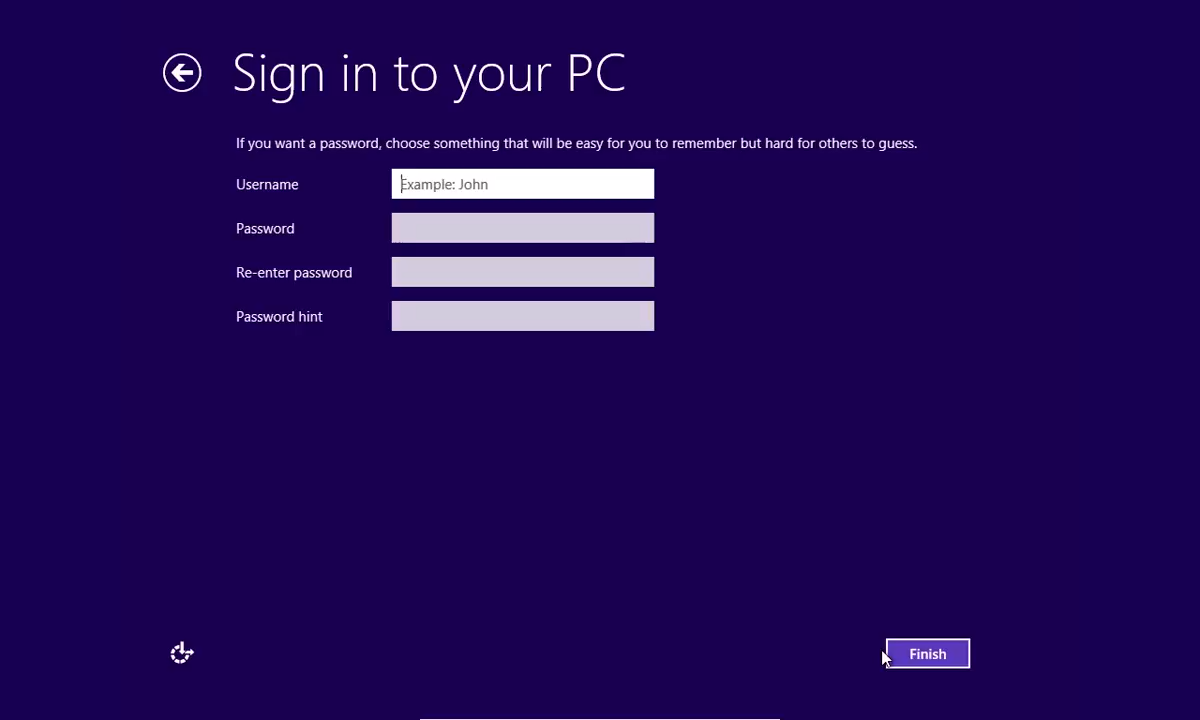 Sign in to your PC
If you want a password, choose something that will be easy for you to remember but hard for others to guess.
Username
Example: John
Password
Re-enter password
Password hint
Finish